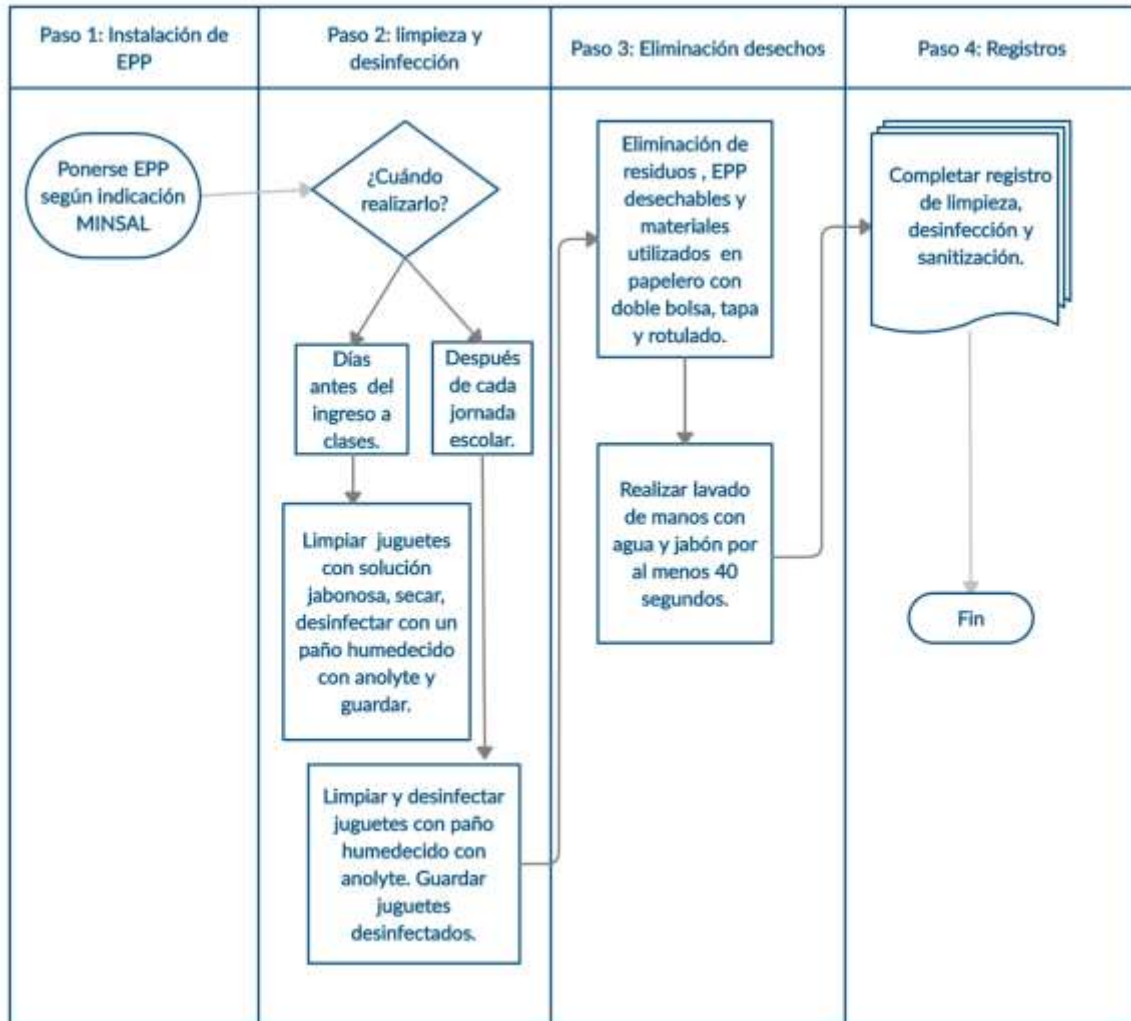 Paso 1: Instalación de
EPP
Paso 2: limpieza y
desinfección
Paso 3: Eliminación desechos
Paso 4: Registros
Ponerse EPP
según indicación
MINSAL
¿Cuándo
realizarlo?
Días
antes del
ingreso a
clases.
Después
de cada
jornada
escolar.
Limpiar juguetes
con solución
jabonosa, secar,
desinfectar con un
paño humedecido
con anolyte y
guardar.
Limpiar y desinfectar
juguetes con paño
humedecido con
anolyte. Guardar
juguetes
desinfectados.
Eliminación de
residuos , EPP
desechables y
materiales
utilizados en
papelero con
doble bolsa, tapa
y rotulado.
Realizar lavado
de manos con
agua y jabón por
al menos 40
segundos.
Completar registro
de limpieza,
desinfección y
sanitización.
Fin